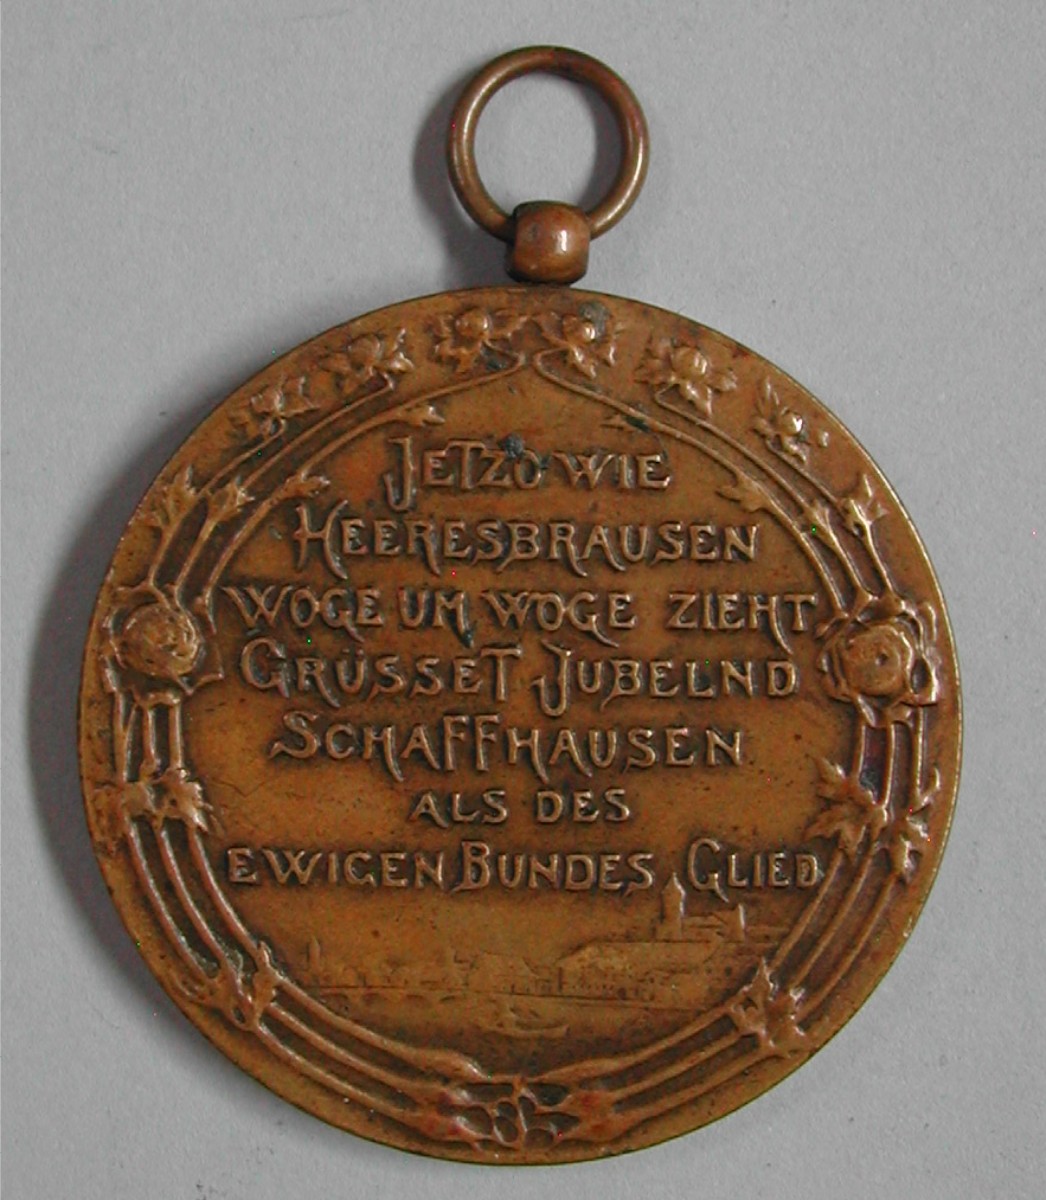 JETZO WIE
HEERESBRAUSEN
WOGE UM WOGE ZIEHT
GRÜSSET JUBELND
SCHAFFHAUSEN
ALS DES
EWIGEN BUNDES GLIED